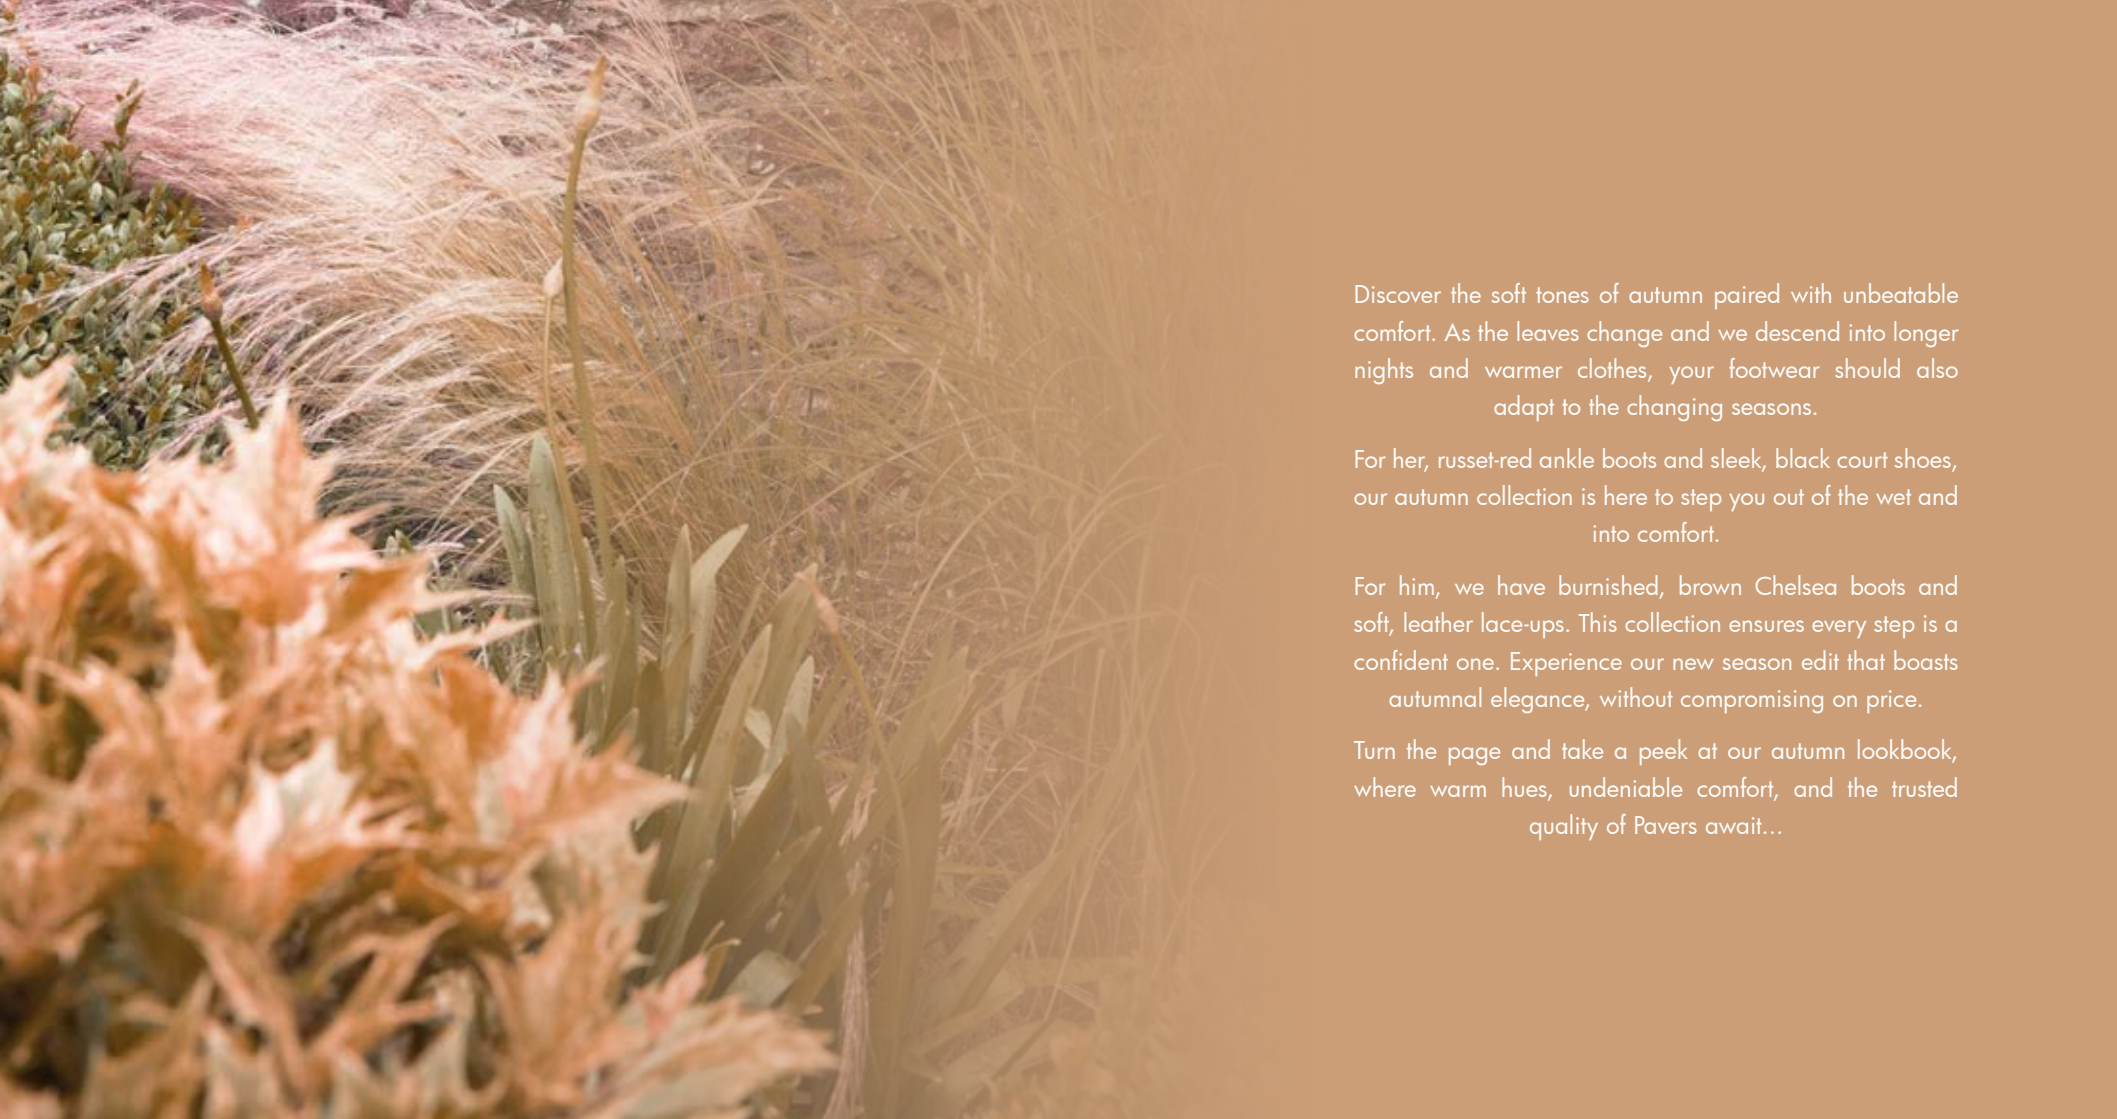 Discover the soft tones of autumn paired with unbeatable
comfort. As the leaves change and we descend into longer
nights and warmer clothes, your footwear should also
adapt to the changing seasons.
For her, russet-red ankle boots and sleek, black court shoes,
our autumn collection is here to step you out of the wet and
into comfort.
For him, we have burnished, brown Chelsea boots and
soft, leather lace-ups. This collection ensures every step is a
confident one. Experience our new season edit that boasts
autumnal elegance, without compromising on price.
Turn the page and take a peek at our autumn lookbook,
where warm hues, undeniable comfort, and the trusted
quality of Pavers await...